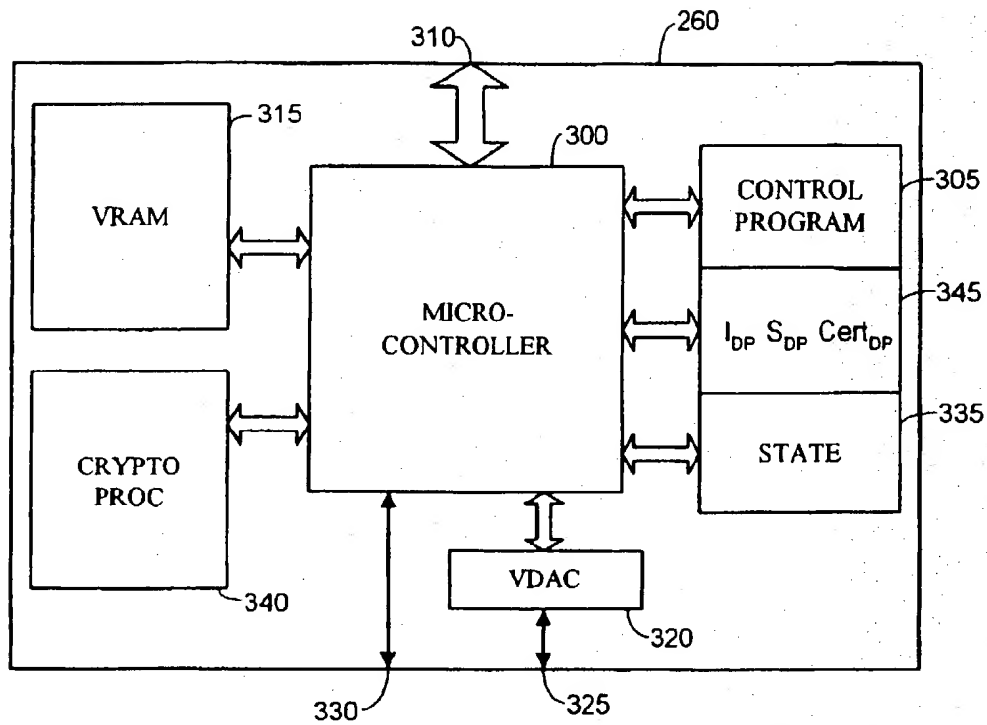 310
260
315
300
VRAM
CONTROL
PROGRAM
305
MICRO-
CONTROLLER
345
I_DP S_DP Cert_DP
335
CRYPTO
PROC
STATE
VDAC
340
320
330
325